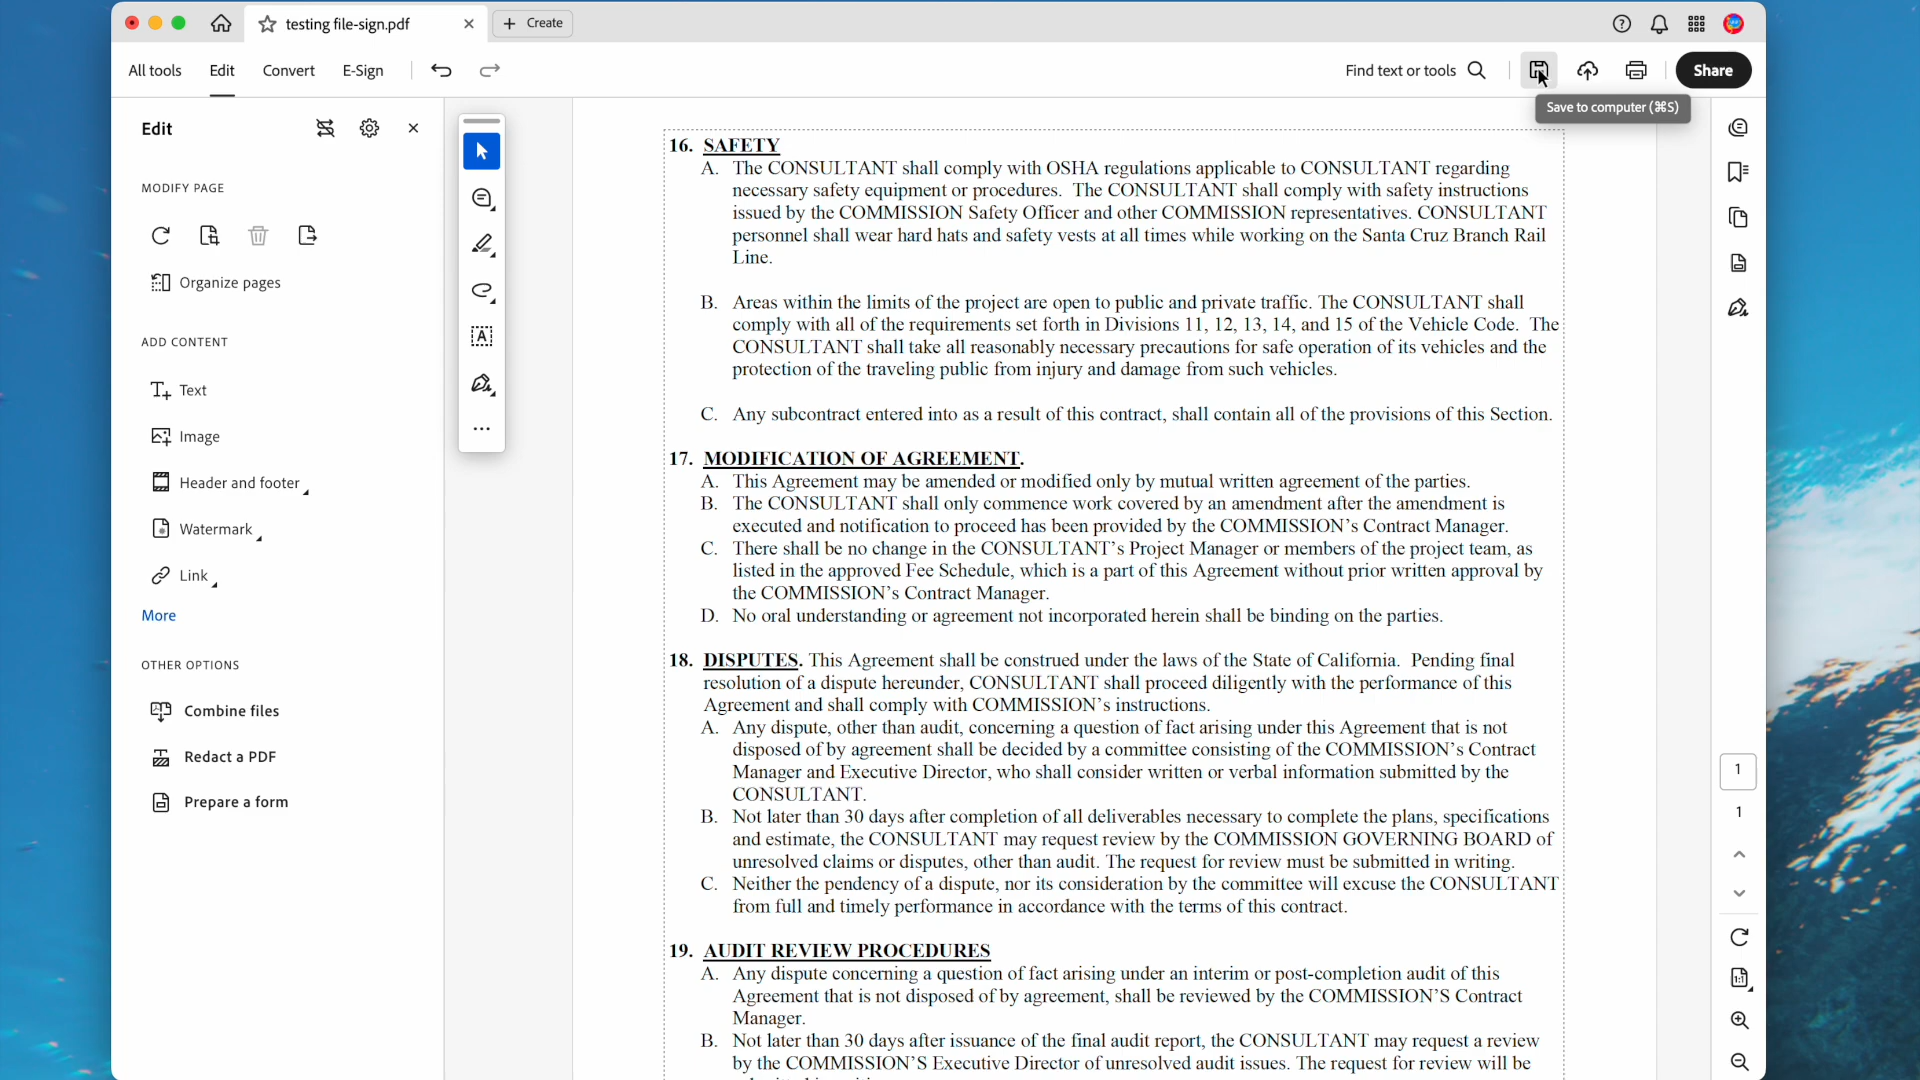 testing file-sign.pdf
Create
All tools
Edit
Convert
E-Sign
Find text or tools
Share
Save to computer (⌘S)
Edit
MODIFY PAGE
Organize pages
ADD CONTENT
Text
Image
Header and footer
Watermark
Link
More
OTHER OPTIONS
Combine files
Redact a PDF
Prepare a form
16. SAFETY
A. The CONSULTANT shall comply with OSHA regulations applicable to CONSULTANT regarding
necessary safety equipment or procedures. The CONSULTANT shall comply with safety instructions
issued by the COMMISSION Safety Officer and other COMMISSION representatives. CONSULTANT
personnel shall wear hard hats and safety vests at all times while working on the Santa Cruz Branch Rail
Line.
B. Areas within the limits of the project are open to public and private traffic. The CONSULTANT shall
comply with all of the requirements set forth in Divisions 11, 12, 13, 14, and 15 of the Vehicle Code. The
CONSULTANT shall take all reasonably necessary precautions for safe operation of its vehicles and the
protection of the traveling public from injury and damage from such vehicles.
C. Any subcontract entered into as a result of this contract, shall contain all of the provisions of this Section.
17. MODIFICATION OF AGREEMENT.
A. This Agreement may be amended or modified only by mutual written agreement of the parties.
B. The CONSULTANT shall only commence work covered by an amendment after the amendment is
executed and notification to proceed has been provided by the COMMISSION's Contract Manager.
C. There shall be no change in the CONSULTANT's Project Manager or members of the project team, as
listed in the approved Fee Schedule, which is a part of this Agreement without prior written approval by
the COMMISSION's Contract Manager.
D. No oral understanding or agreement not incorporated herein shall be binding on the parties.
18. DISPUTES. This Agreement shall be construed under the laws of the State of California. Pending final
resolution of a dispute hereunder, CONSULTANT shall proceed diligently with the performance of this
Agreement and shall comply with COMMISSION's instructions.
A. Any dispute, other than audit, concerning a question of fact arising under this Agreement that is not
disposed of by agreement shall be decided by a committee consisting of the COMMISSION's Contract
Manager and Executive Director, who shall consider written or verbal information submitted by the
CONSULTANT.
B. Not later than 30 days after completion of all deliverables necessary to complete the plans, specifications
and estimate, the CONSULTANT may request review by the COMMISSION GOVERNING BOARD of
unresolved claims or disputes, other than audit. The request for review must be submitted in writing.
C. Neither the pendency of a dispute, nor its consideration by the committee will excuse the CONSULTANT
from full and timely performance in accordance with the terms of this contract.
19. AUDIT REVIEW PROCEDURES
A. Any dispute concerning a question of fact arising under an interim or post-completion audit of this
Agreement that is not disposed of by agreement, shall be reviewed by the COMMISSION'S Contract
Manager.
B. Not later than 30 days after issuance of the final audit report, the CONSULTANT may request a review
by the COMMISSION'S Executive Director of unresolved audit issues. The request for review will be
1
1